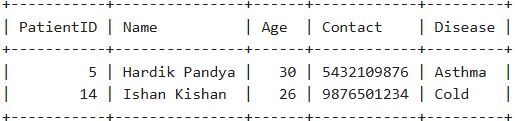 +-----------+---------------+------+------------+---------+
| PatientID | Name          | Age  | Contact    | Disease |
+-----------+---------------+------+------------+---------+
|         5 | Hardik Pandya |   30 | 5432109876 | Asthma  |
|        14 | Ishan Kishan  |   26 | 9876501234 | Cold    |
+-----------+---------------+------+------------+---------+